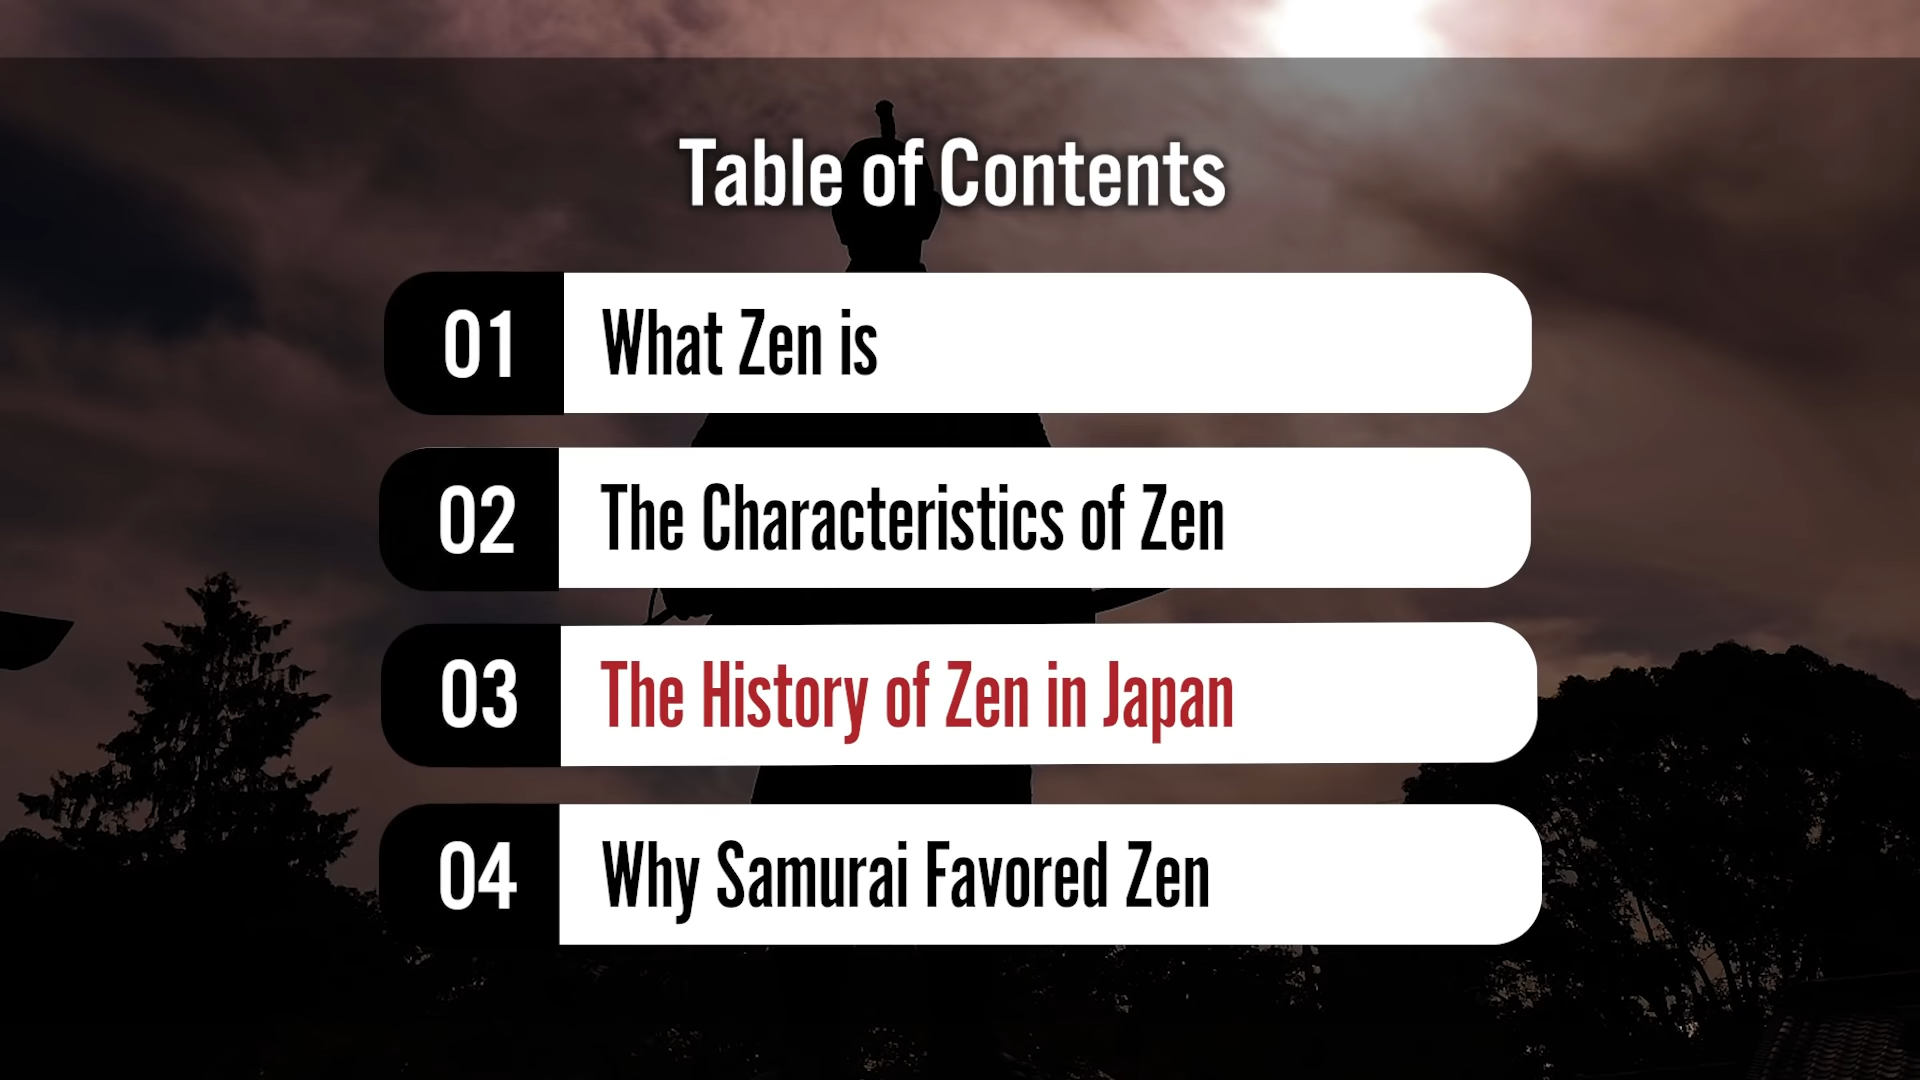 Table of Contents
01 What Zen is
02 The Characteristics of Zen
03 The History of Zen in Japan
04 Why Samurai Favored Zen